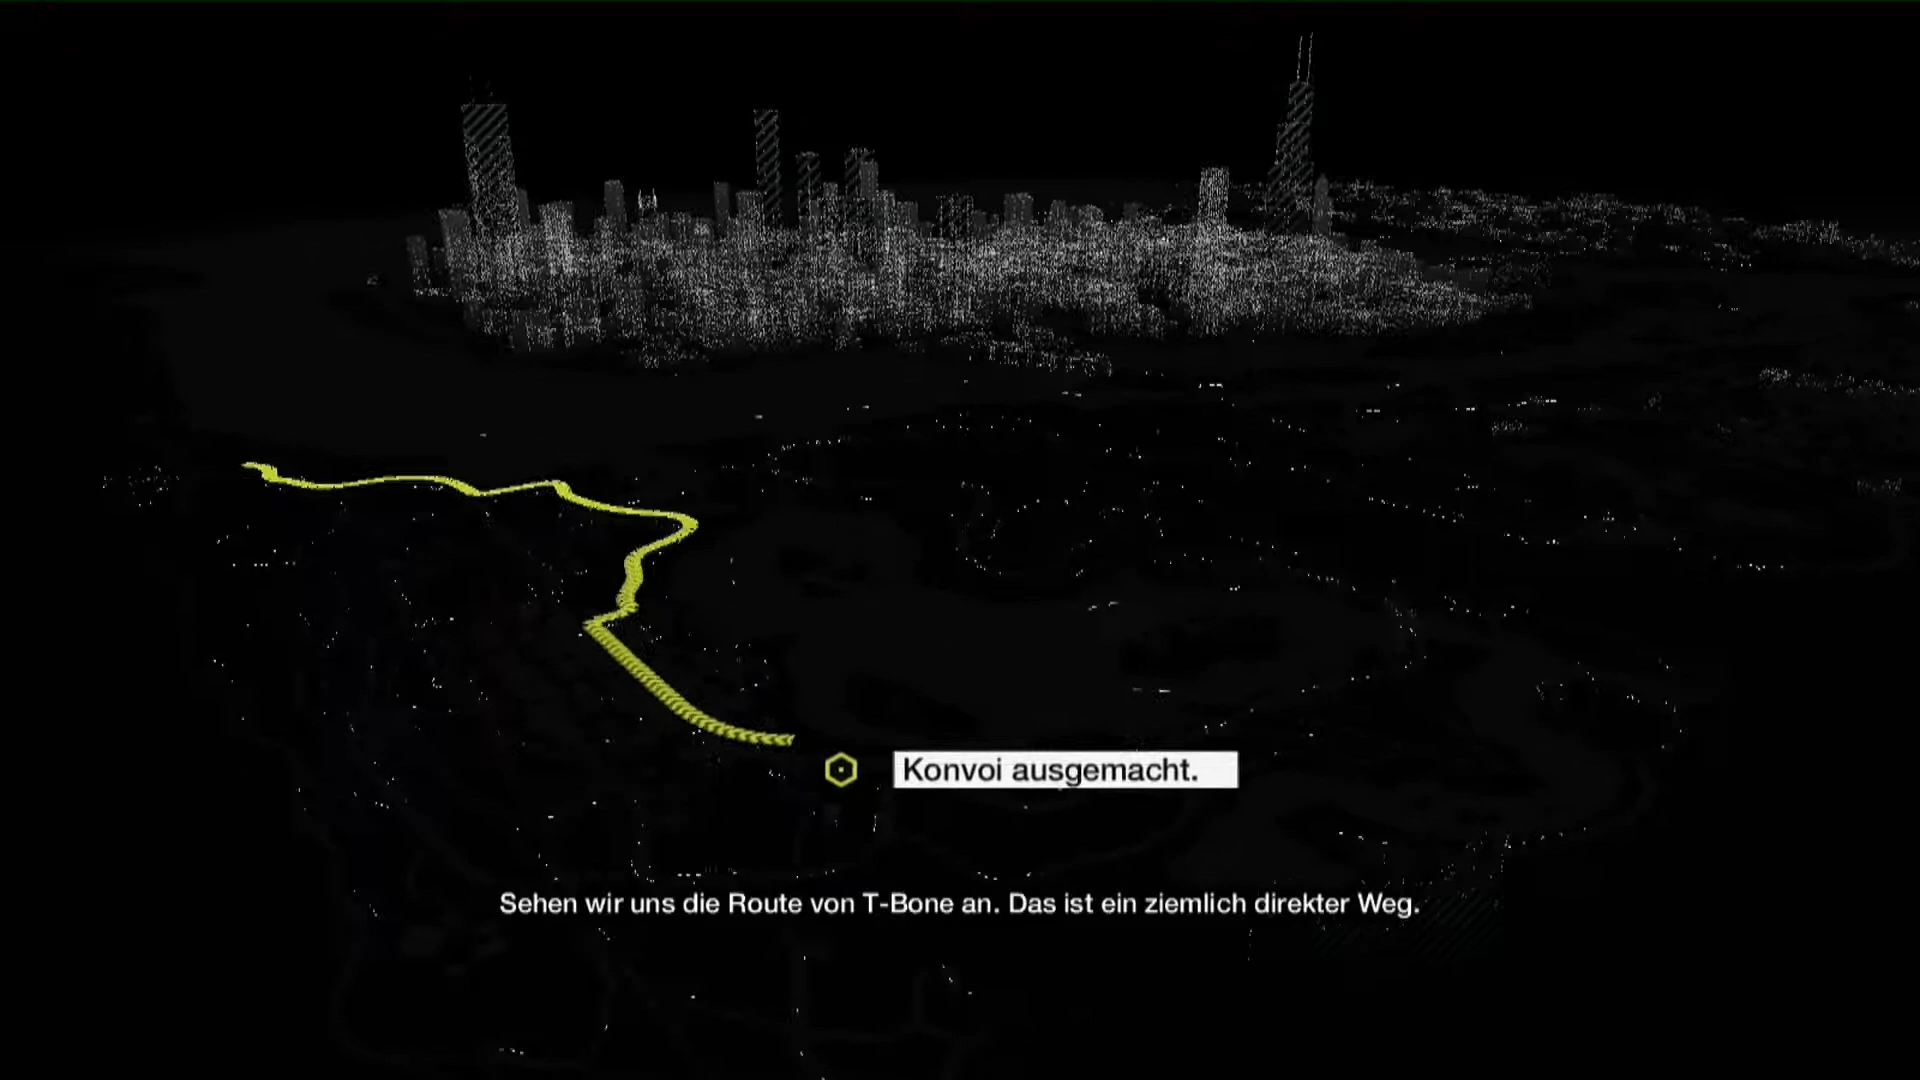 Konvoi ausgemacht.
Sehen wir uns die Route von T-Bone an. Das ist ein ziemlich direkter Weg.